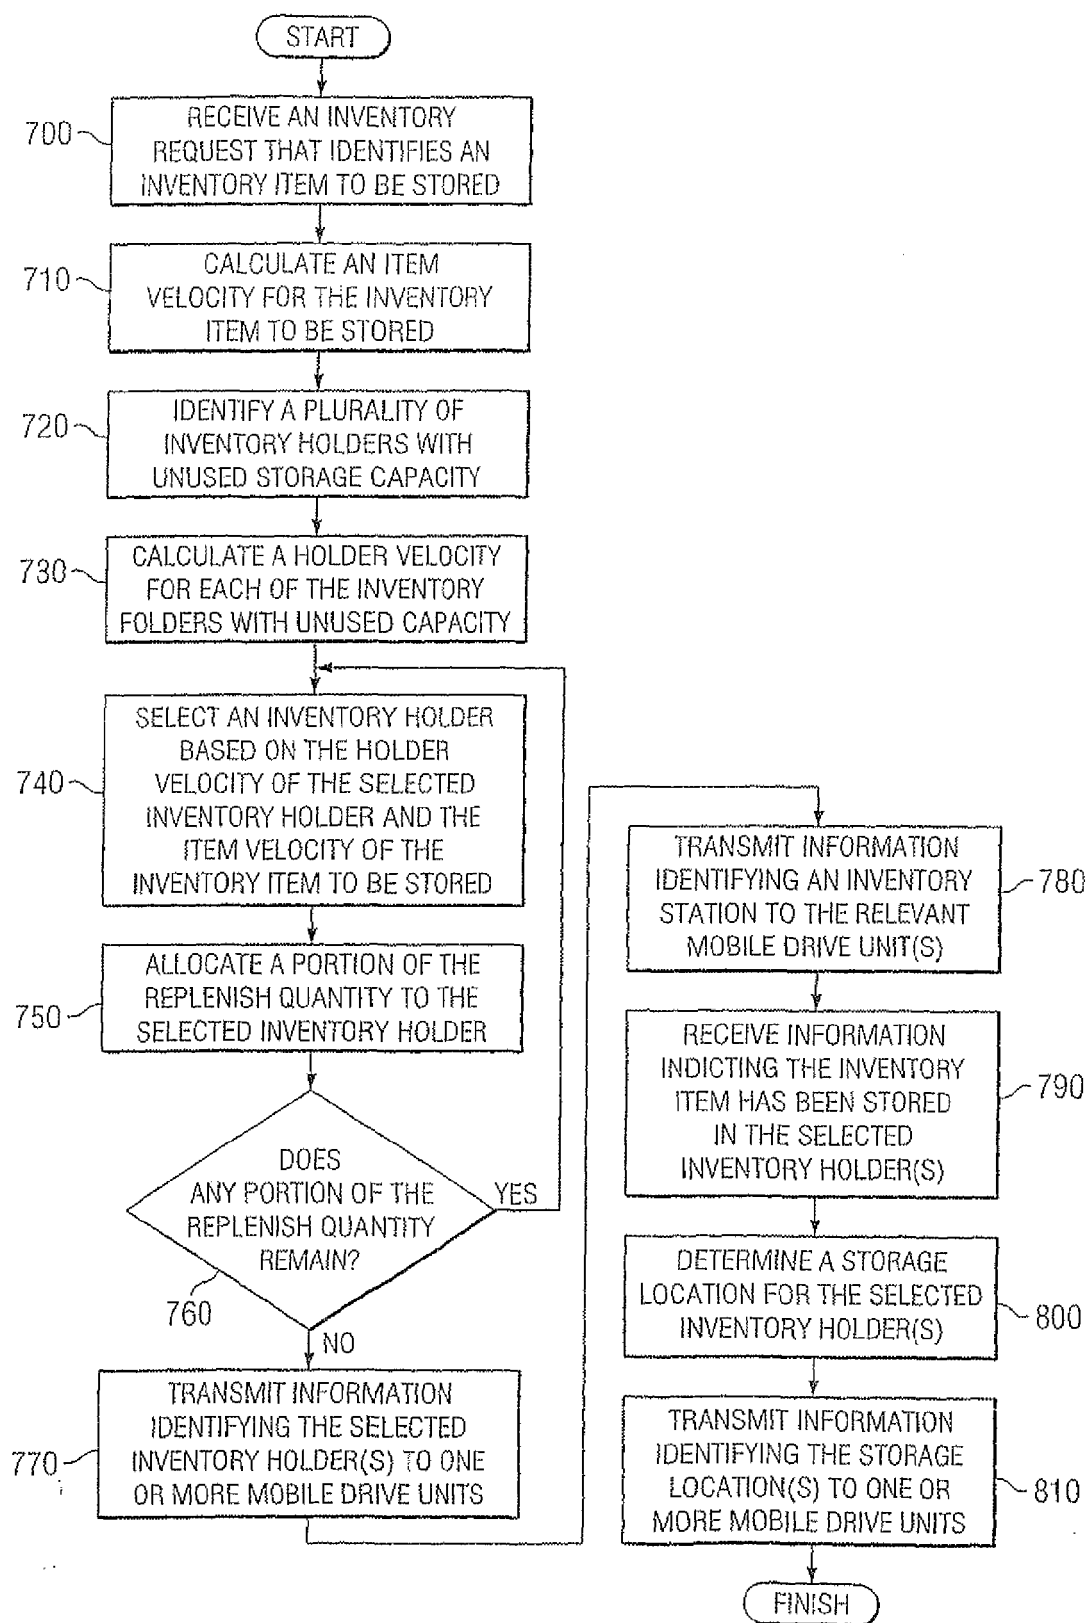 START
700
RECEIVE AN INVENTORY
REQUEST THAT IDENTIFIES AN
INVENTORY ITEM TO BE STORED
710
CALCULATE AN ITEM
VELOCITY FOR THE INVENTORY
ITEM TO BE STORED
720
IDENTIFY A PLURALITY OF
INVENTORY HOLDERS WITH
UNUSED STORAGE CAPACITY
730
CALCULATE A HOLDER VELOCITY
FOR EACH OF THE INVENTORY
FOLDERS WITH UNUSED CAPACITY
740
SELECT AN INVENTORY HOLDER
BASED ON THE HOLDER
VELOCITY OF THE SELECTED
INVENTORY HOLDER AND THE
ITEM VELOCITY OF THE
INVENTORY ITEM TO BE STORED
750
ALLOCATE A PORTION OF THE
REPLENISH QUANTITY TO THE
SELECTED INVENTORY HOLDER
DOES
ANY PORTION OF THE
REPLENISH QUANTITY
REMAIN?
YES
760
NO
770
TRANSMIT INFORMATION
IDENTIFYING THE SELECTED
INVENTORY HOLDER(S) TO ONE
OR MORE MOBILE DRIVE UNITS
TRANSMIT INFORMATION
IDENTIFYING AN INVENTORY
STATION TO THE RELEVANT
MOBILE DRIVE UNIT(S)
780
RECEIVE INFORMATION
INDICTING THE INVENTORY
ITEM HAS BEEN STORED
IN THE SELECTED
INVENTORY HOLDER(S)
790
DETERMINE A STORAGE
LOCATION FOR THE SELECTED
INVENTORY HOLDER(S)
800
TRANSMIT INFORMATION
IDENTIFYING THE STORAGE
LOCATION(S) TO ONE OR
MORE MOBILE DRIVE UNITS
810
FINISH